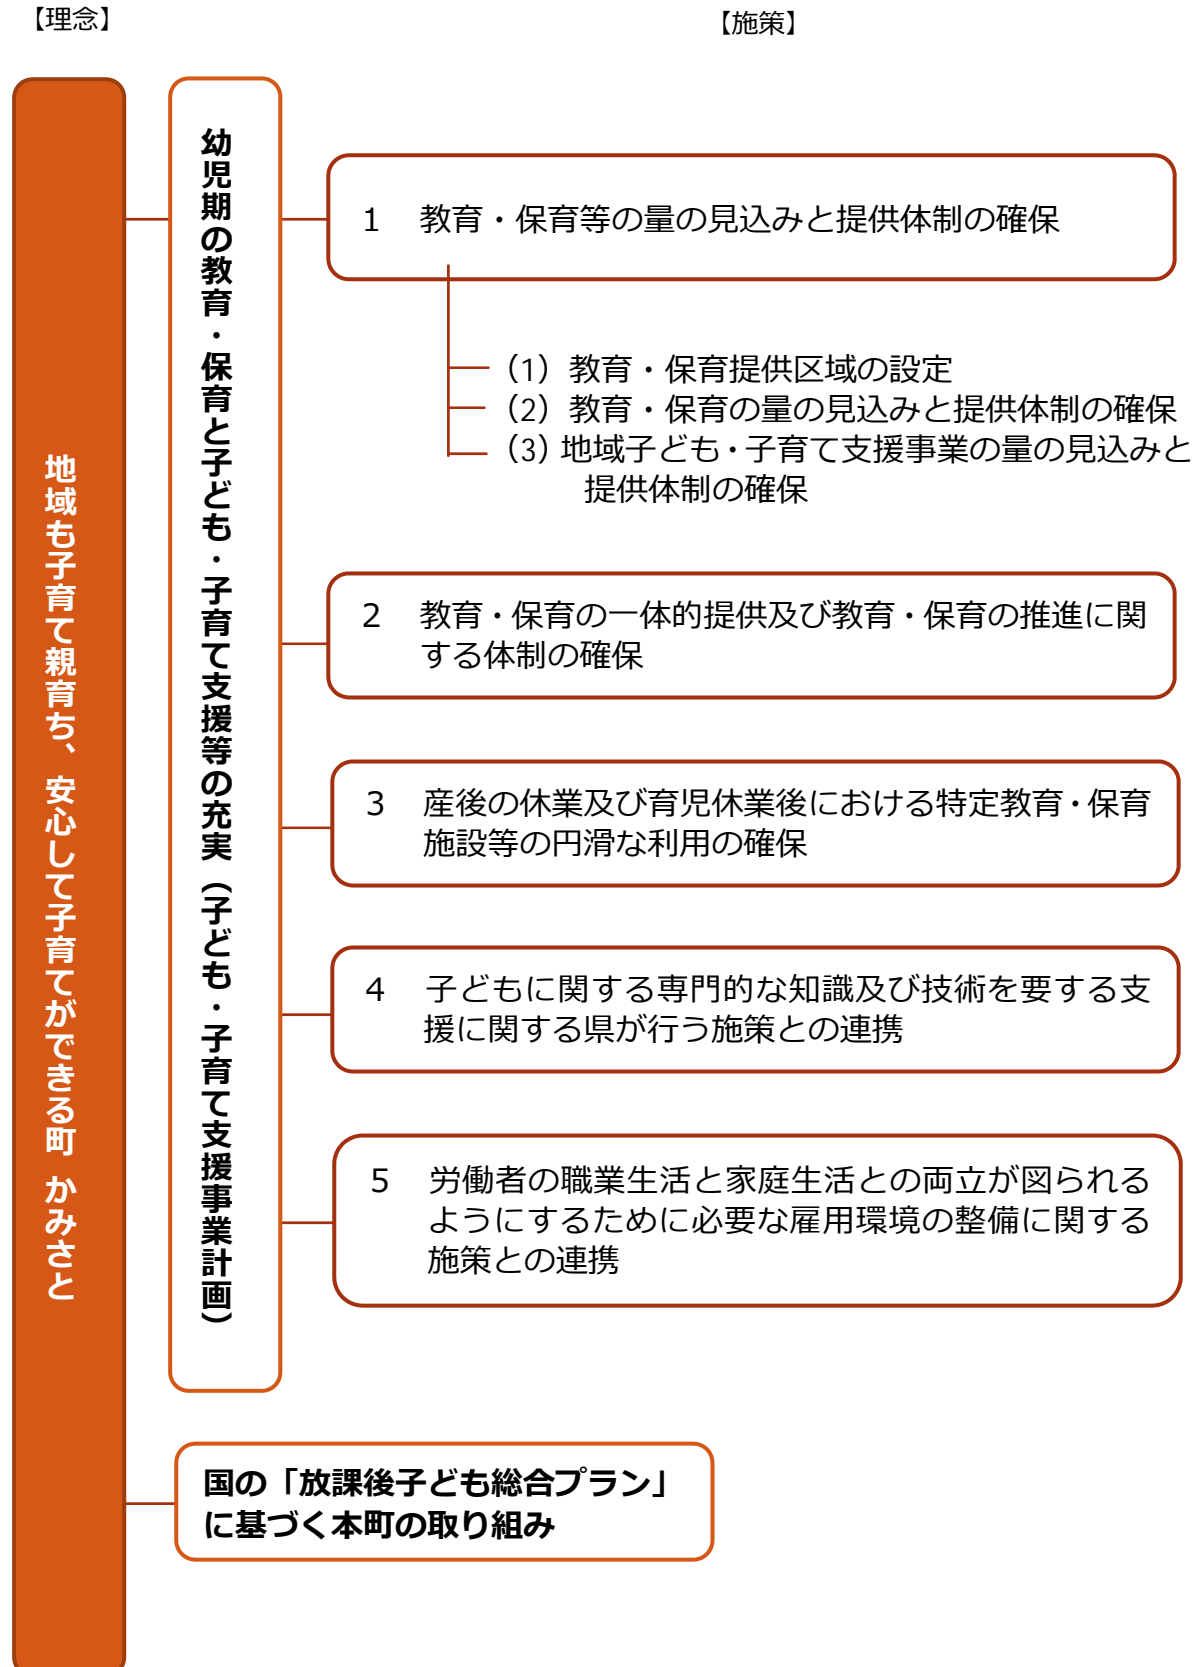 【理念】
【施策】
地域も子育て親育ち、安心して子育てができる町 かみさと
幼児期の教育・保育と子ども・子育て支援等の充実（子ども・子育て支援事業計画）
1 教育・保育等の量の見込みと提供体制の確保
（1）教育・保育提供区域の設定
（2）教育・保育の量の見込みと提供体制の確保
（3）地域子ども・子育て支援事業の量の見込みと
提供体制の確保
2 教育・保育の一体的提供及び教育・保育の推進に関
する体制の確保
3 産後の休業及び育児休業後における特定教育・保育
施設等の円滑な利用の確保
4 子どもに関する専門的な知識及び技術を要する支
援に関する県が行う施策との連携
5 労働者の職業生活と家庭生活との両立が図られる
ようにするために必要な雇用環境の整備に関する
施策との連携
国の「放課後子ども総合プラン」
に基づく本町の取り組み